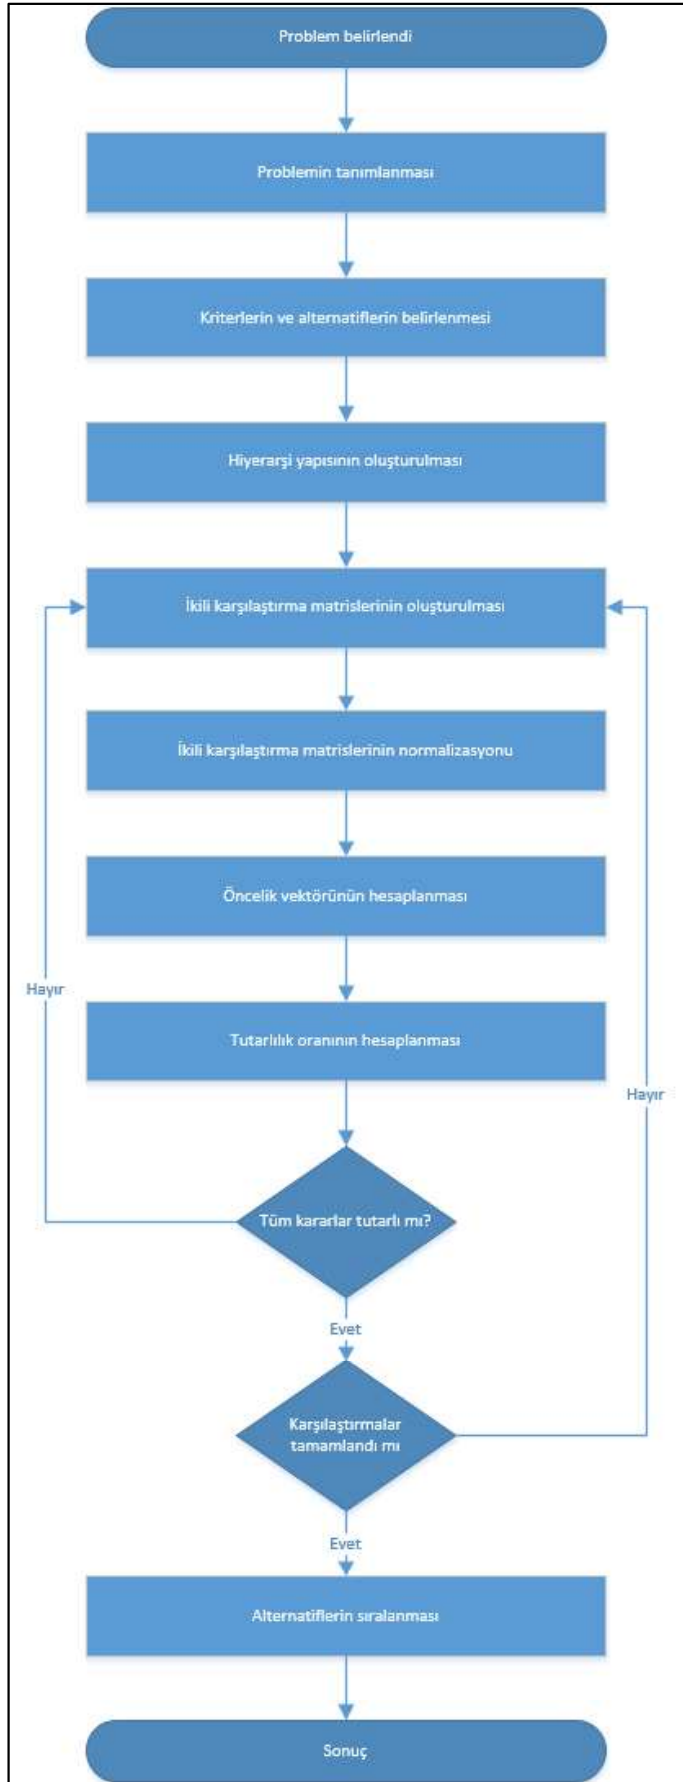 Problem belirlendi
Problemin tanımlanması
Kriterlerin ve alternatiflerin belirlenmesi
Hiyerarşi yapısının oluşturulması
İkili karşılaştırma matrislerinin oluşturulması
İkili karşılaştırma matrislerinin normalizasyonu
Öncelik vektörünün hesaplanması
Hayır
Tutarlılık oranının hesaplanması
Hayır
Tüm kararlar tutarlı mı?
Evet
Karşılaştırmalar
tamamlandı mı
Evet
Alternatiflerin sıralanması
Sonuç